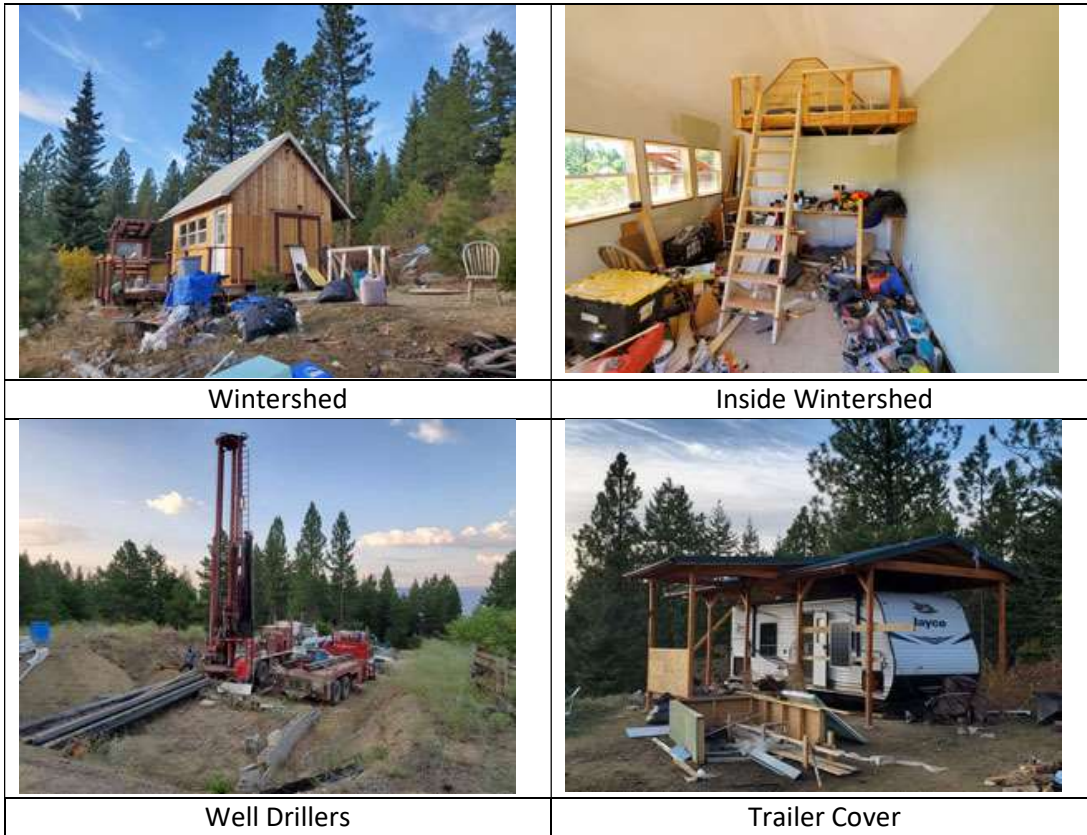 Wintershed
Inside Wintershed
Jayco
Well Drillers
Trailer Cover